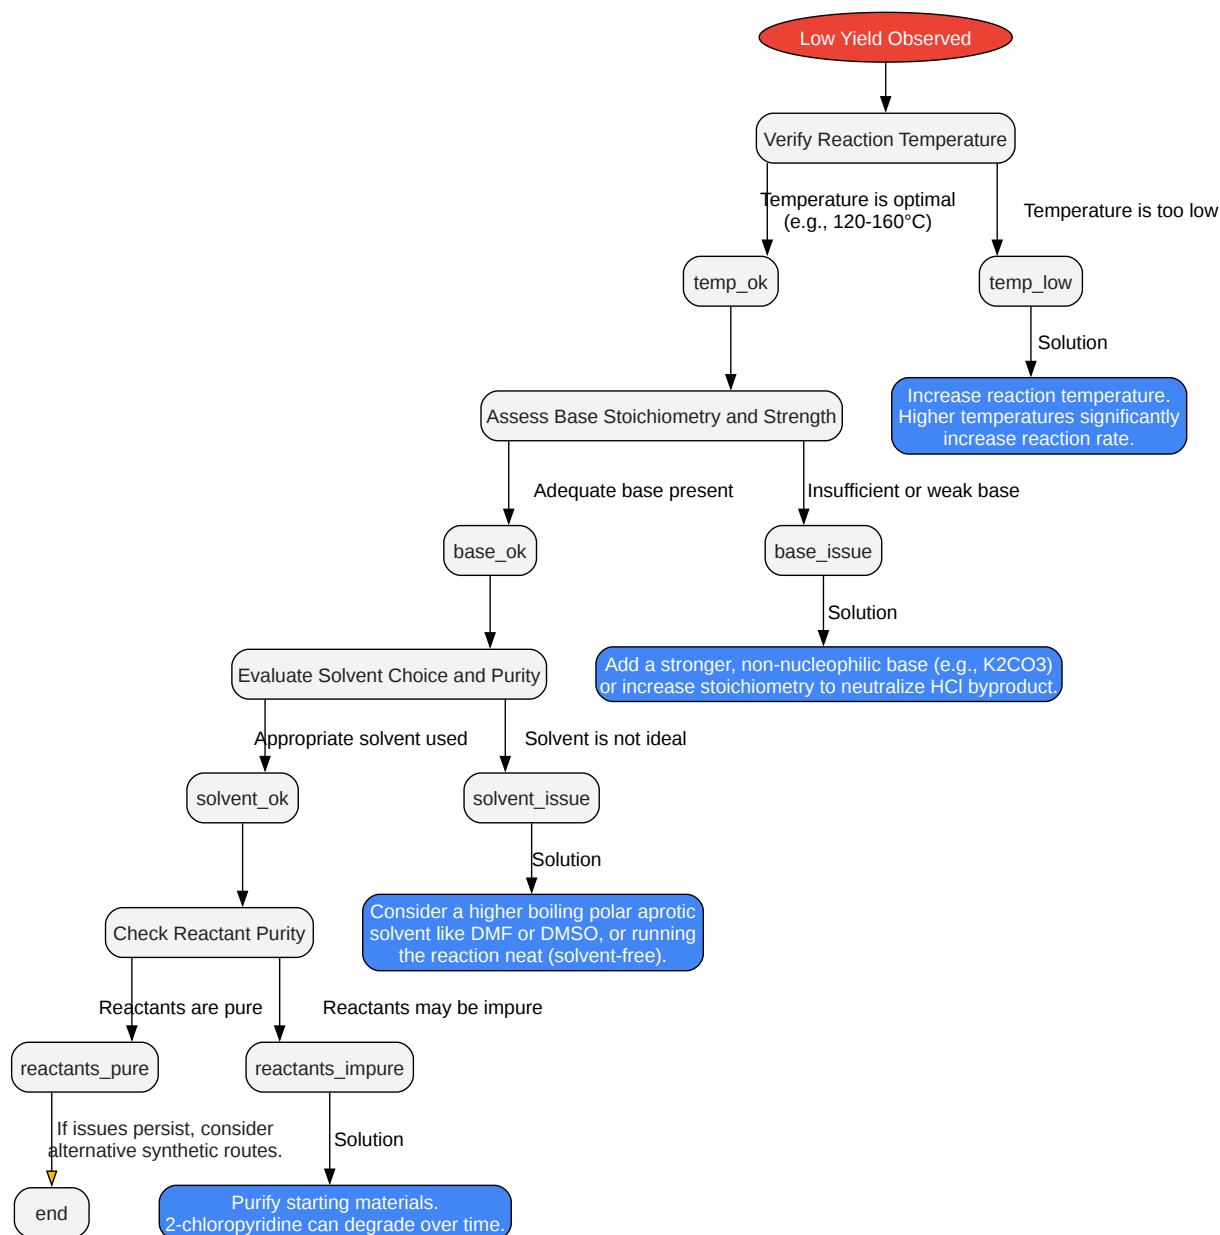 Low Yield Observed
Verify Reaction Temperature
Temperature is optimal
(e.g., 120-160°C)
Temperature is too low
temp_ok
temp_low
Solution
Increase reaction temperature.
Higher temperatures significantly
increase reaction rate.
Assess Base Stoichiometry and Strength
Adequate base present
Insufficient or weak base
base_ok
base_issue
Solution
Add a stronger, non-nucleophilic base (e.g., K2CO3)
or increase stoichiometry to neutralize HCl byproduct.
Evaluate Solvent Choice and Purity
Appropriate solvent used
Solvent is not ideal
solvent_ok
solvent_issue
Solution
Consider a higher boiling polar aprotic
solvent like DMF or DMSO, or running
the reaction neat (solvent-free).
Check Reactant Purity
Reactants are pure
Reactants may be impure
reactants_pure
reactants_impure
If issues persist, consider
alternative synthetic routes.
Solution
end
Purify starting materials.
2-chloropyridine can degrade over time.